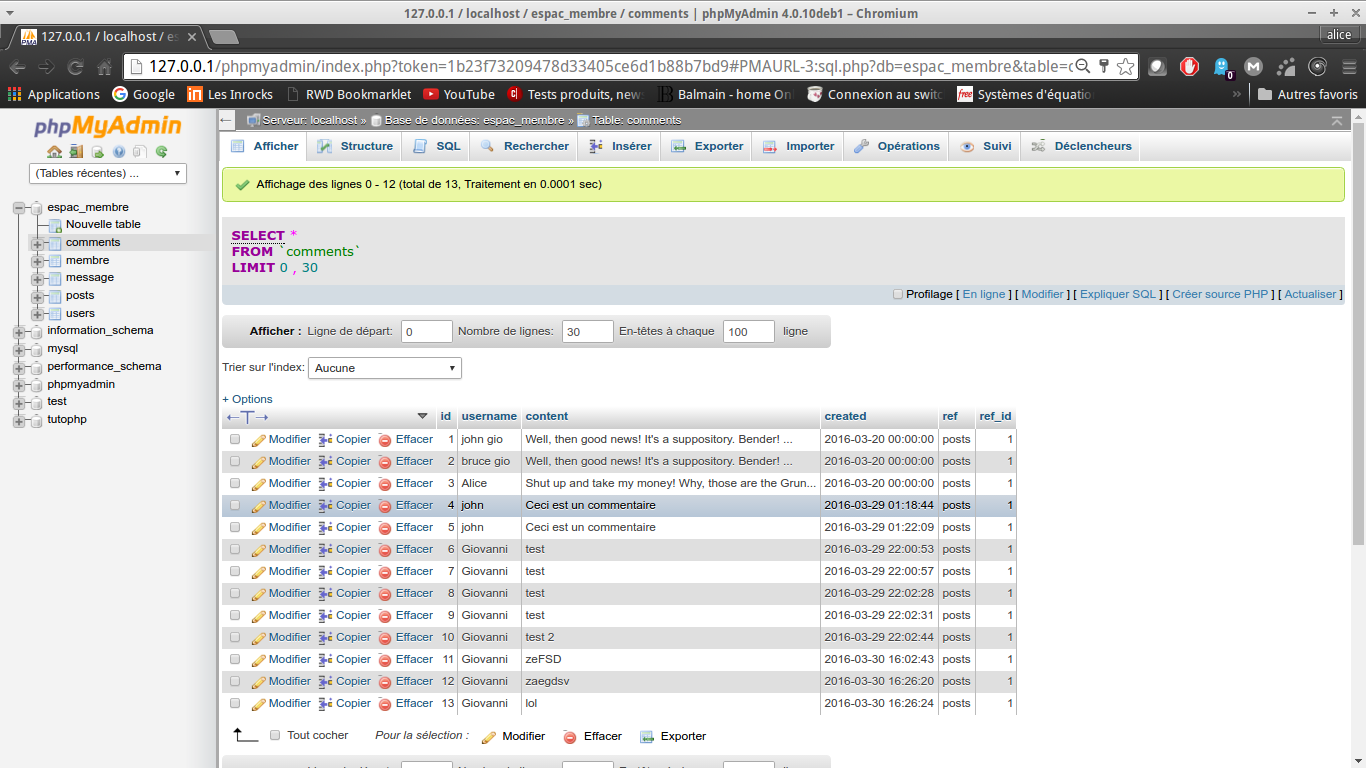 127.0.0.1 / localhost / espac_membre / comments | phpMyAdmin 4.0.10deb1 – Chromium
127.0.0.1 / localhost / es
alice
127.0.0.1/phpmyadmin/index.php?token=1b23f73209478d33405ce6d1b88b7bd9#PMAURL-3:sql.php?db=espac_membre&table=c
Applications Google Les Inrocks RWD Bookmarklet YouTube Tests produits, new Balmain - home On Connexion au switc free Systèmes d'équatio » Autres favoris
phpMyAdmin
(Tables récentes) ...
espac_membre
Nouvelle table
comments
membre
message
posts
users
information_schema
mysql
performance_schema
phpmyadmin
test
tutophp
Serveur: localhost » Base de données: espac_membre » Table: comments
Afficher Structure SQL Rechercher Insérer Exporter Importer Opérations Suivi Déclencheurs
Affichage des lignes 0 - 12 (total de 13, Traitement en 0.0001 sec)
SELECT *
FROM `comments`
LIMIT 0 , 30
Profilage [ En ligne ] [ Modifier ] [ Expliquer SQL ] [ Créer source PHP ] [ Actualiser ]
Afficher : Ligne de départ: 0 Nombre de lignes: 30 En-têtes à chaque 100 ligne
Trier sur l'index: Aucune
+ Options
←T→ id username content created ref ref_id
Modifier Copier Effacer 1 john gio Well, then good news! It's a suppository. Bender! ... 2016-03-20 00:00:00 posts 1
Modifier Copier Effacer 2 bruce gio Well, then good news! It's a suppository. Bender! ... 2016-03-20 00:00:00 posts 1
Modifier Copier Effacer 3 Alice Shut up and take my money! Why, those are the Grun... 2016-03-20 00:00:00 posts 1
Modifier Copier Effacer 4 john Ceci est un commentaire 2016-03-29 01:18:44 posts 1
Modifier Copier Effacer 5 john Ceci est un commentaire 2016-03-29 01:22:09 posts 1
Modifier Copier Effacer 6 Giovanni test 2016-03-29 22:00:53 posts 1
Modifier Copier Effacer 7 Giovanni test 2016-03-29 22:00:57 posts 1
Modifier Copier Effacer 8 Giovanni test 2016-03-29 22:02:28 posts 1
Modifier Copier Effacer 9 Giovanni test 2016-03-29 22:02:31 posts 1
Modifier Copier Effacer 10 Giovanni test 2 2016-03-29 22:02:44 posts 1
Modifier Copier Effacer 11 Giovanni zeFSD 2016-03-30 16:02:43 posts 1
Modifier Copier Effacer 12 Giovanni zaegdsv 2016-03-30 16:26:20 posts 1
Modifier Copier Effacer 13 Giovanni lol 2016-03-30 16:26:24 posts 1
Tout cocher Pour la sélection : Modifier Effacer Exporter